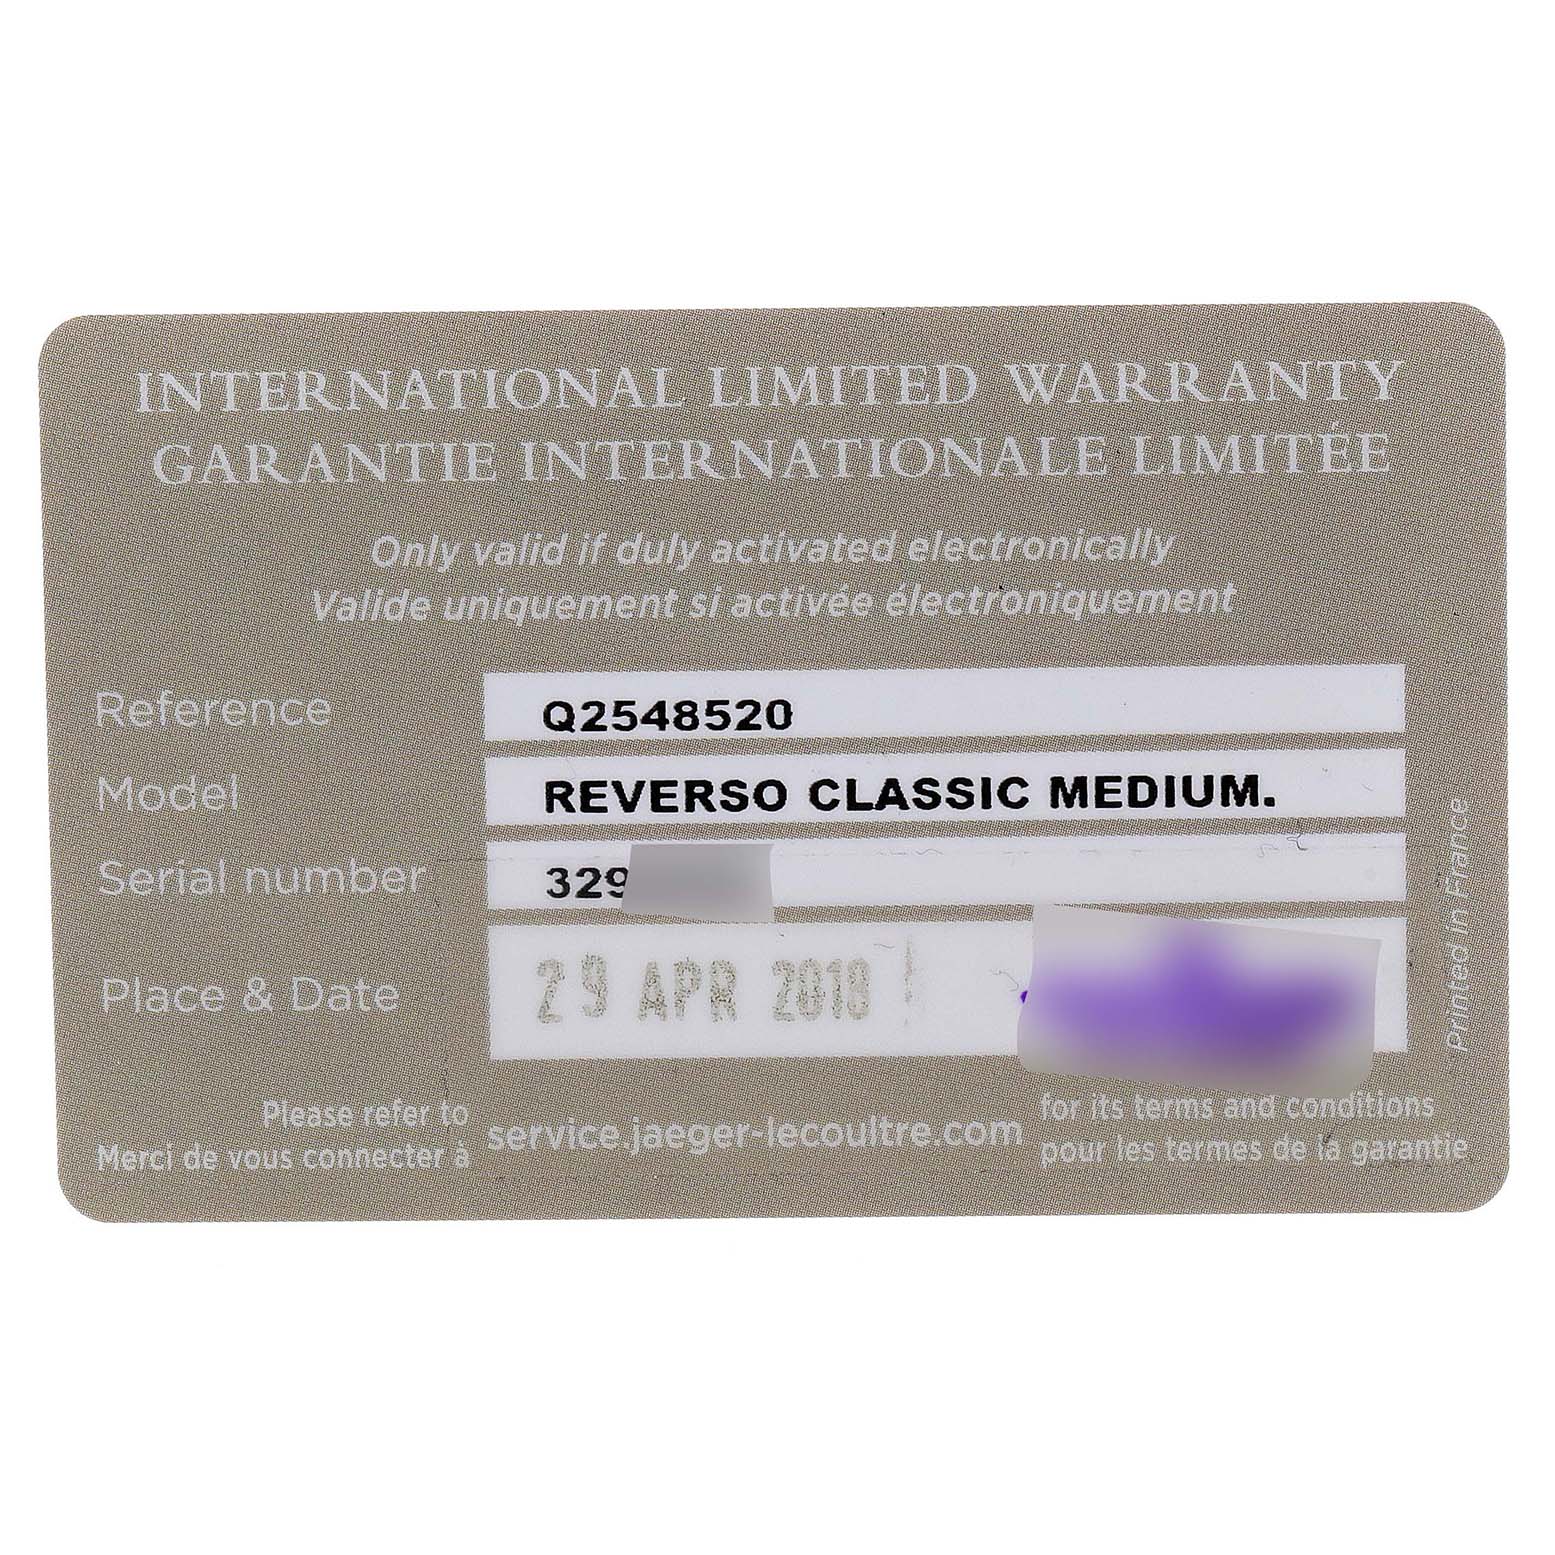 INTERNATIONAL LIMITED WARRANTY
GARANTIE INTERNATIONALE LIMITÉE
Only valid if duly activated electronically
Valide uniquement si activée électroniquement
Reference Q2548520
Model REVERSO CLASSIC MEDIUM.
Serial number 329
Place & Date 29 APR 2018
Please refer to
Merci de vous connecter à
service.jaeger-lecoultre.com
for its terms and conditions
pour les termes de la garantie
Printed in France